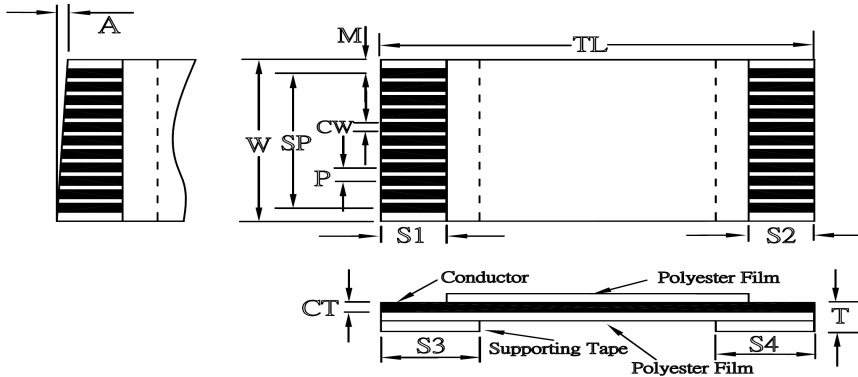 A
M
TL
W
SP
CW
P
S1
S2
Conductor
Polyester Film
CT
T
S3
Supporting Tape
S4
Polyester Film